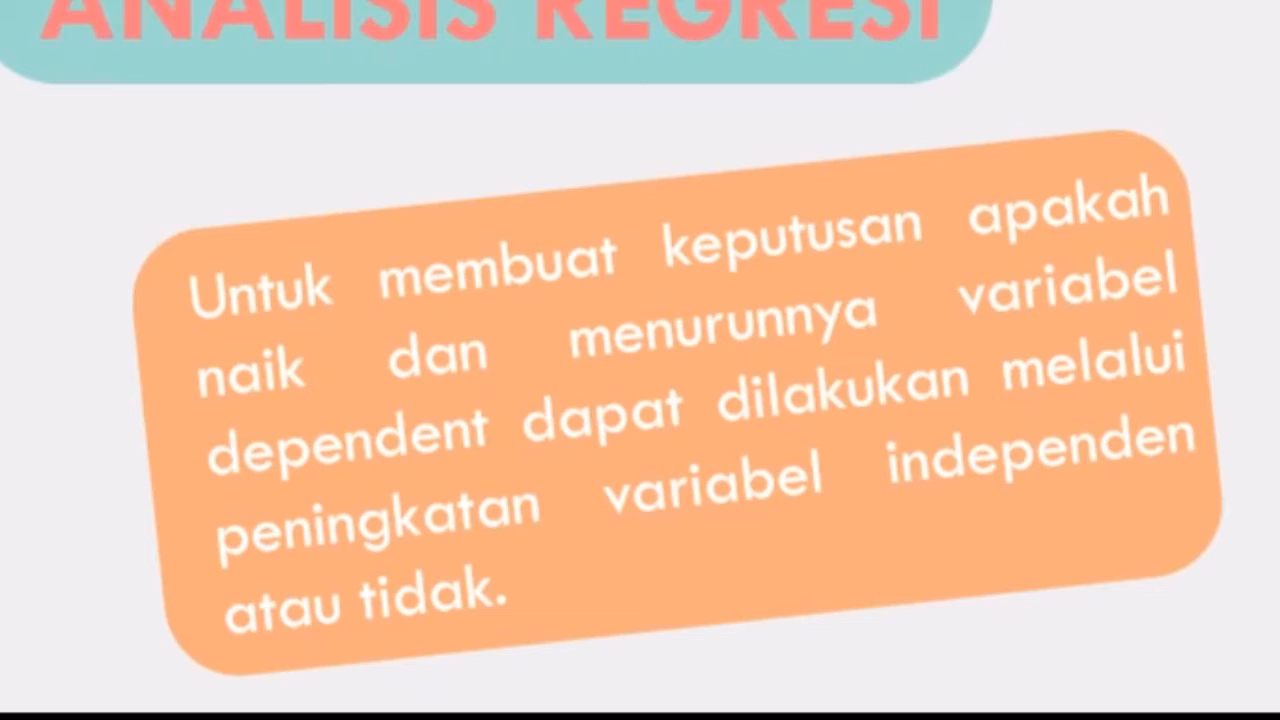 ANALISIS REGRESI
Untuk membuat keputusan apakah
naik dan menurunnya variabel
dependent dapat dilakukan melalui
peningkatan variabel independen
atau tidak.